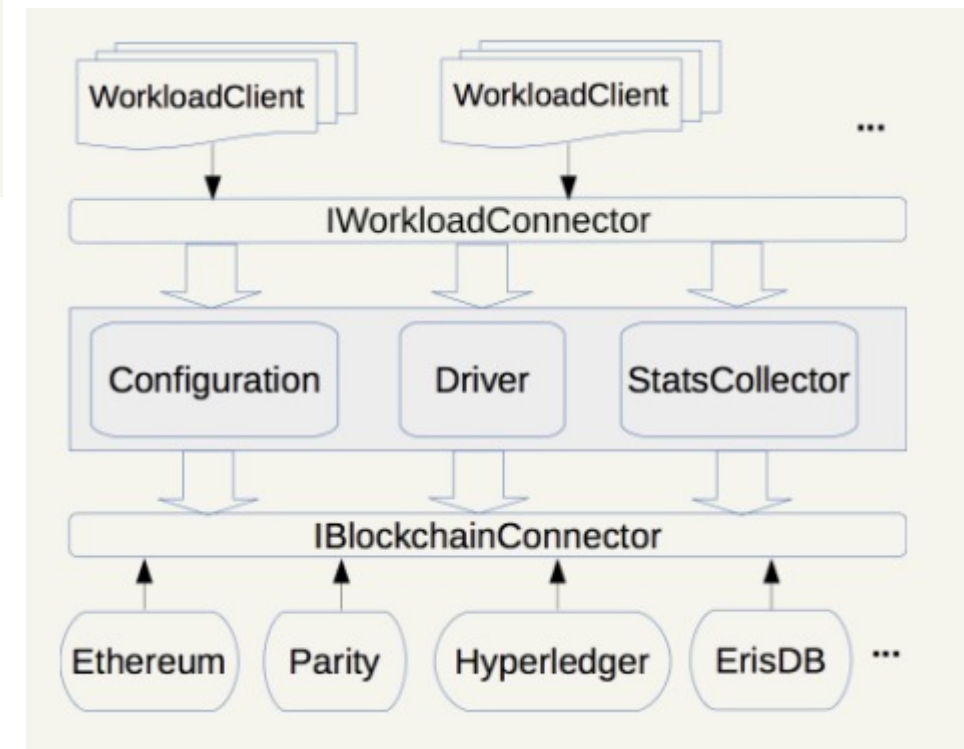 WorkloadClient
WorkloadClient
...
IWorkloadConnector
Configuration
Driver
StatsCollector
IBlockchainConnector
Ethereum
Parity
Hyperledger
ErisDB
...